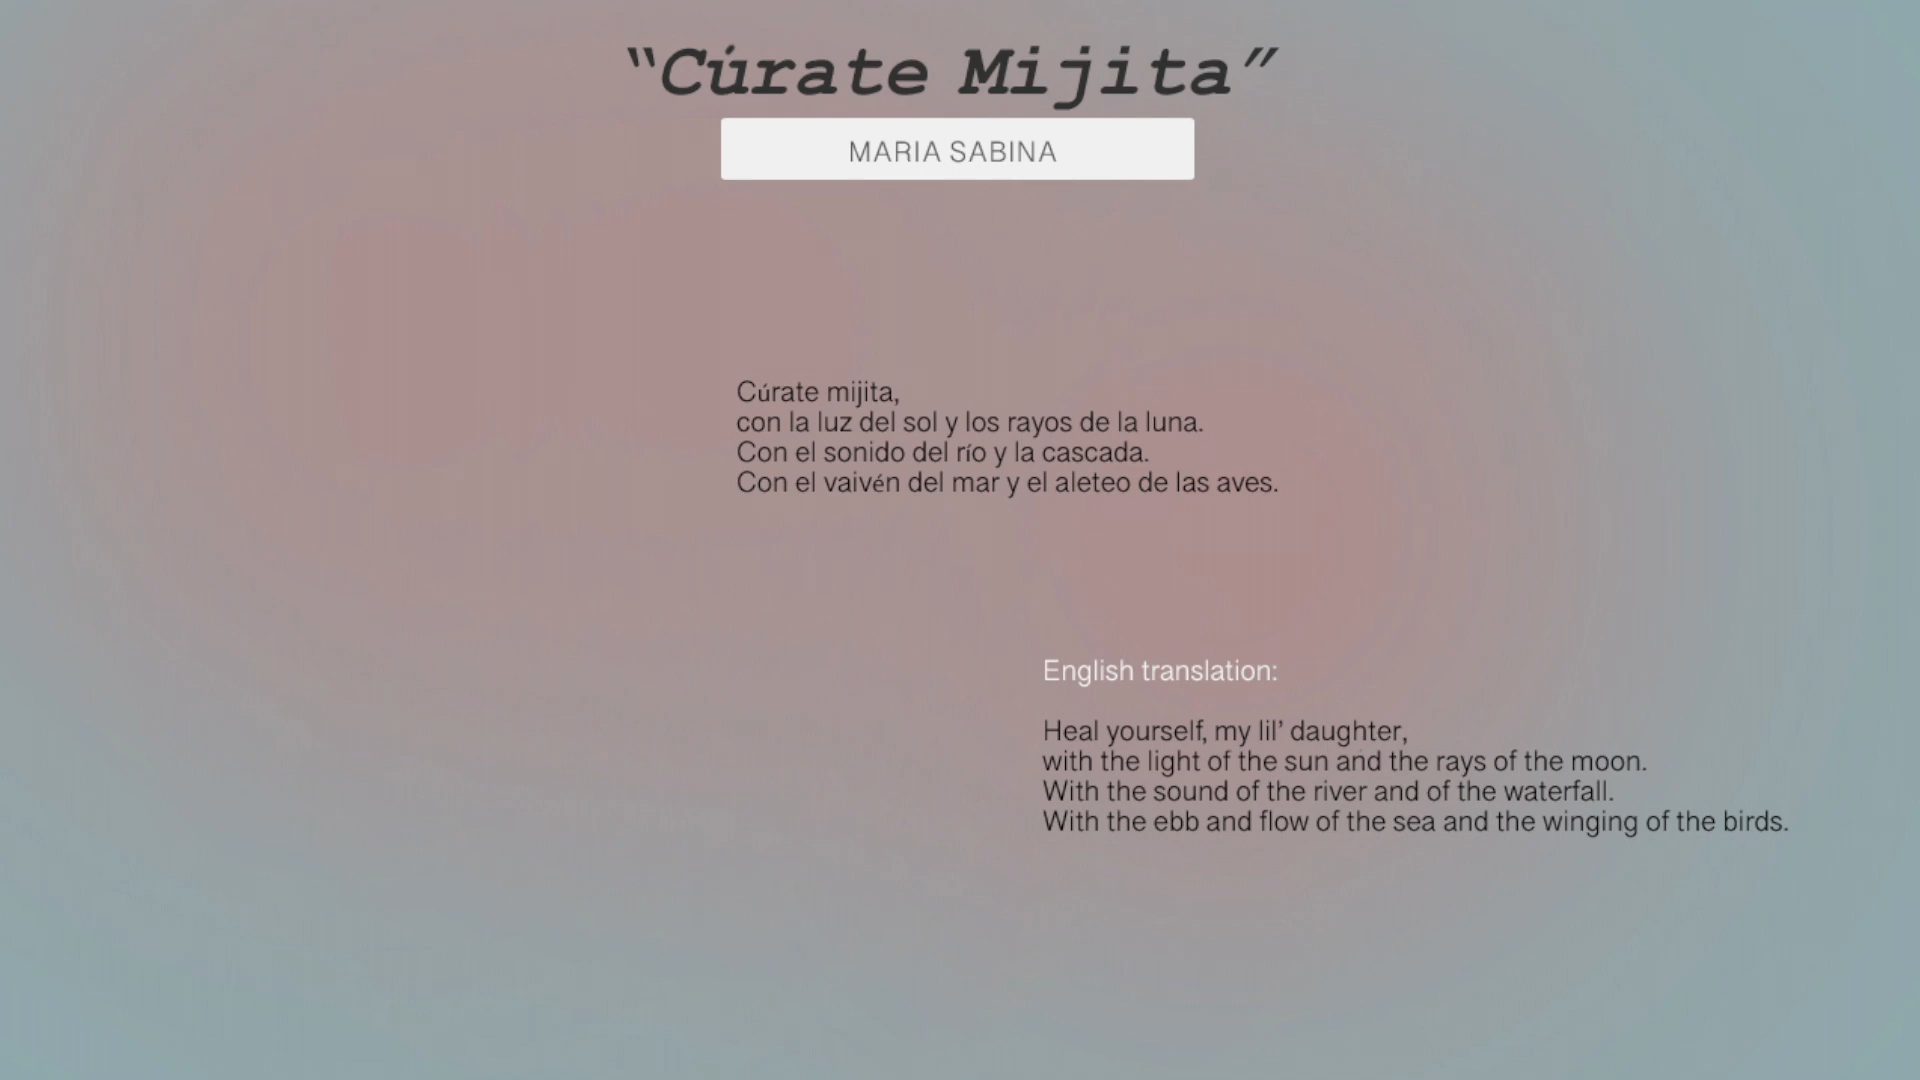 “Cúrate Mijita”
MARIA SABINA
Cúrate mijita,
con la luz del sol y los rayos de la luna.
Con el sonido del río y la cascada.
Con el vaivén del mar y el aleteo de las aves.
English translation:
Heal yourself, my lil’ daughter,
with the light of the sun and the rays of the moon.
With the sound of the river and of the waterfall.
With the ebb and flow of the sea and the winging of the birds.